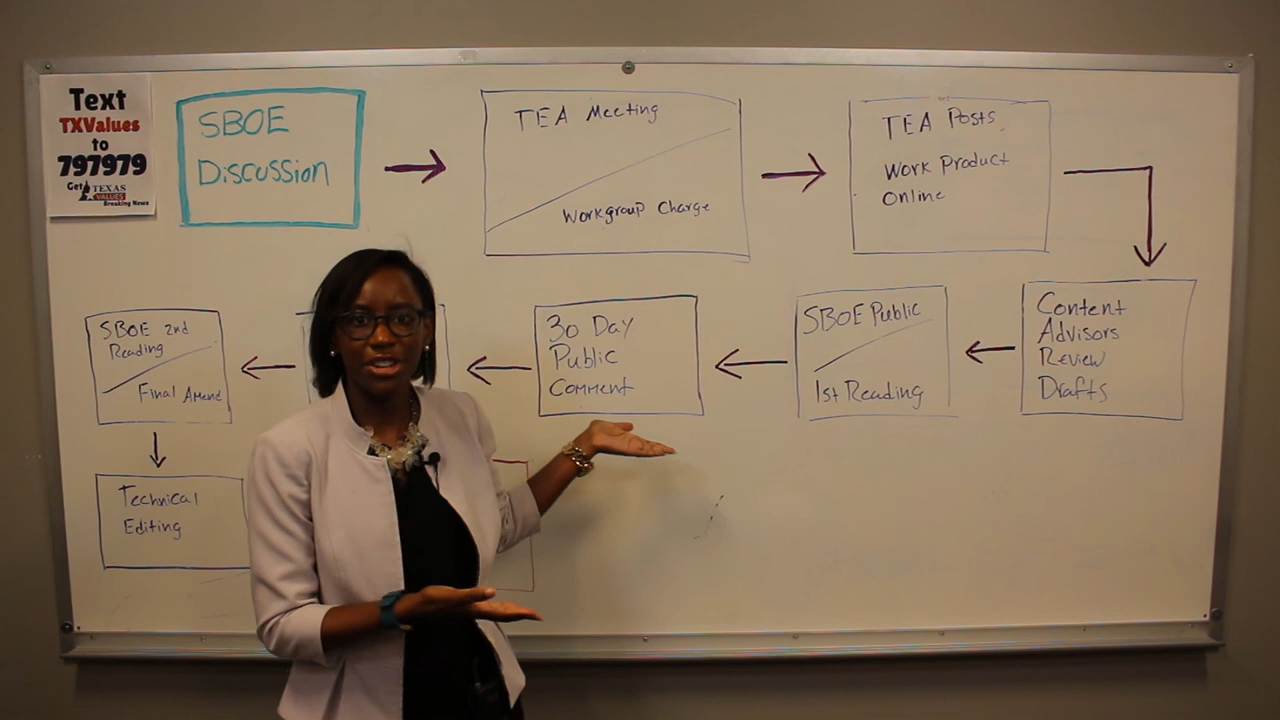 Text
TXValues
to
797979
Get TEXAS
VALUES
Breaking News
SBOE
Discussion
TEA Meeting
Workgroup Charge
TEA Posts
Work Product
Online
Content
Advisors
Review
Drafts
SBOE Public
1st Reading
30 Day
Public
Comment
SBOE 2nd
Reading
Final Amend
Technical
Editing